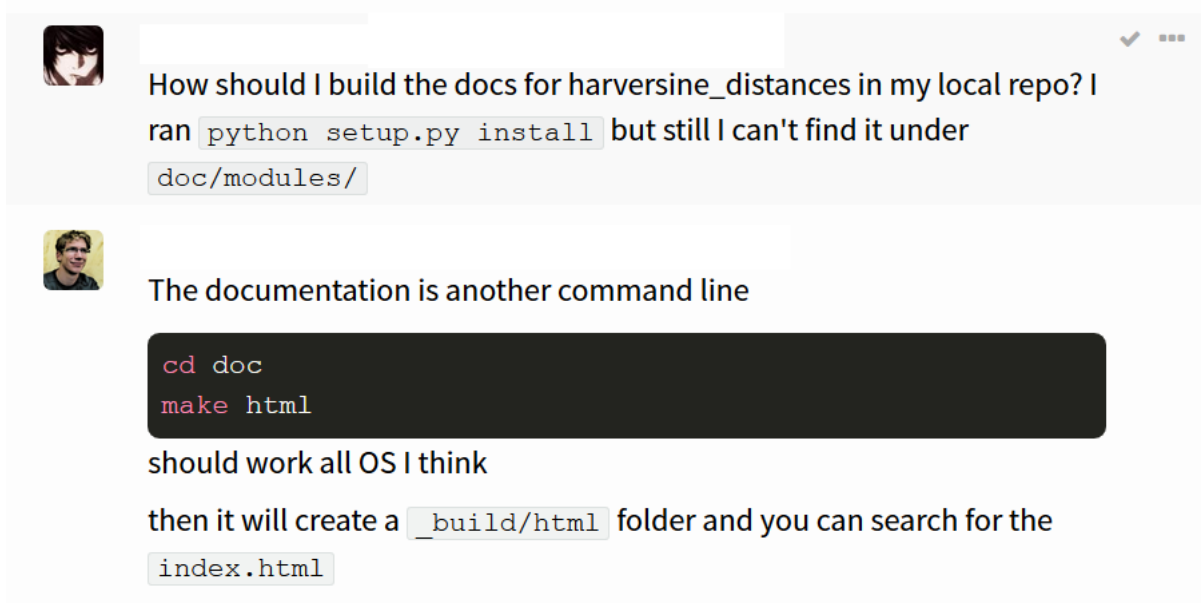 How should I build the docs for harversine_distances in my local repo? I
ran python setup.py install but still I can't find it under
doc/modules/
The documentation is another command line
cd doc
make html
should work all OS I think
then it will create a _build/html folder and you can search for the
index.html